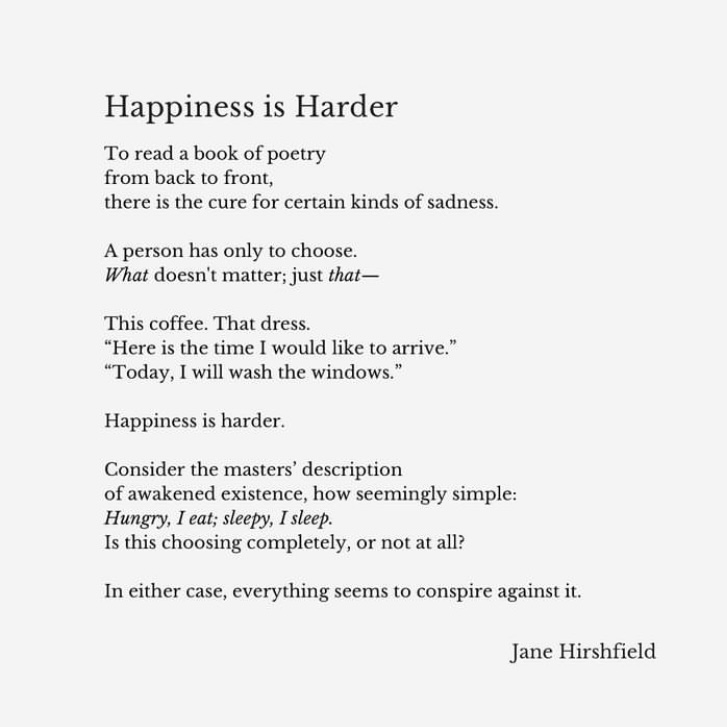 Happiness is Harder
To read a book of poetry
from back to front,
there is the cure for certain kinds of sadness.
A person has only to choose.
What doesn't matter; just that—
This coffee. That dress.
“Here is the time I would like to arrive.”
“Today, I will wash the windows.”
Happiness is harder.
Consider the masters’ description
of awakened existence, how seemingly simple:
Hungry, I eat; sleepy, I sleep.
Is this choosing completely, or not at all?
In either case, everything seems to conspire against it.
Jane Hirshfield